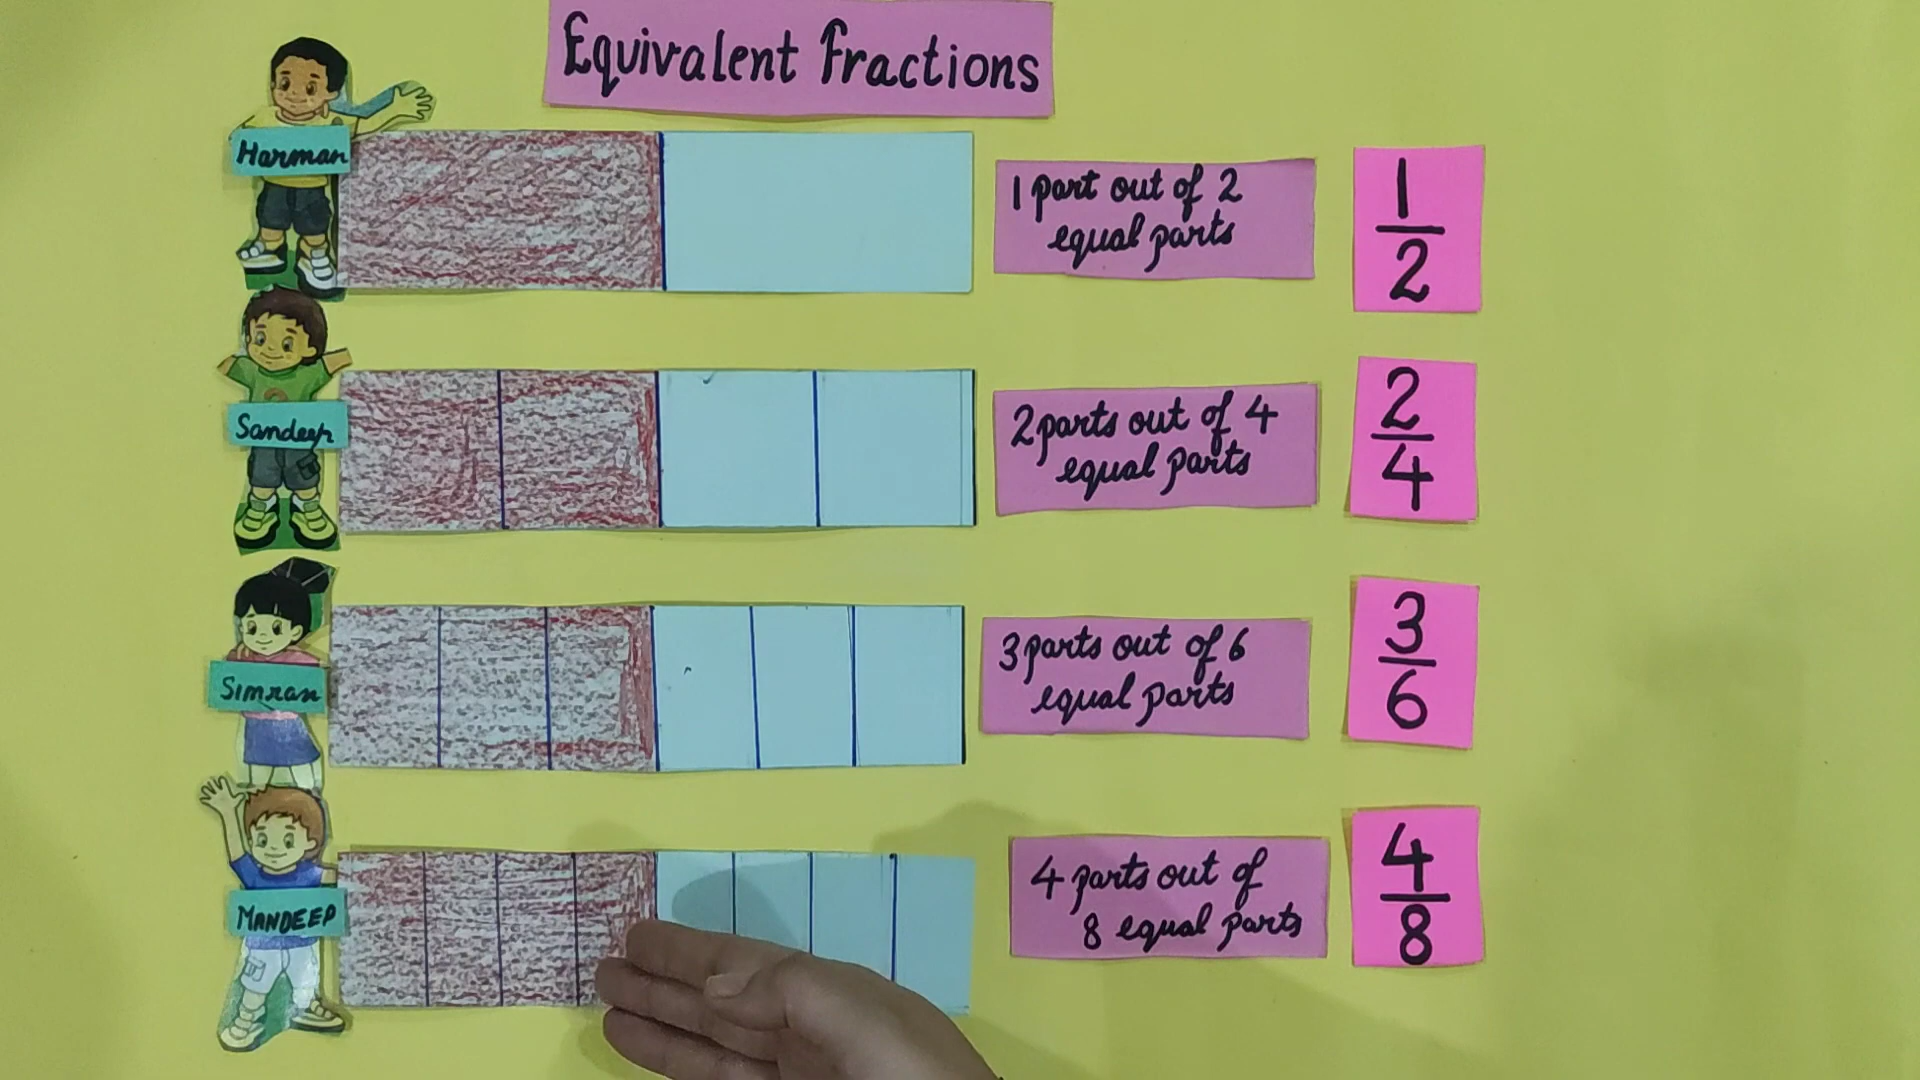 Equivalent Fractions
Harman
1 part out of 2
equal parts
1
2
Sandeep
2 parts out of 4
equal parts
2
4
Simran
3 parts out of 6
equal parts
3
6
MANDEEP
4 parts out of
8 equal parts
4
8